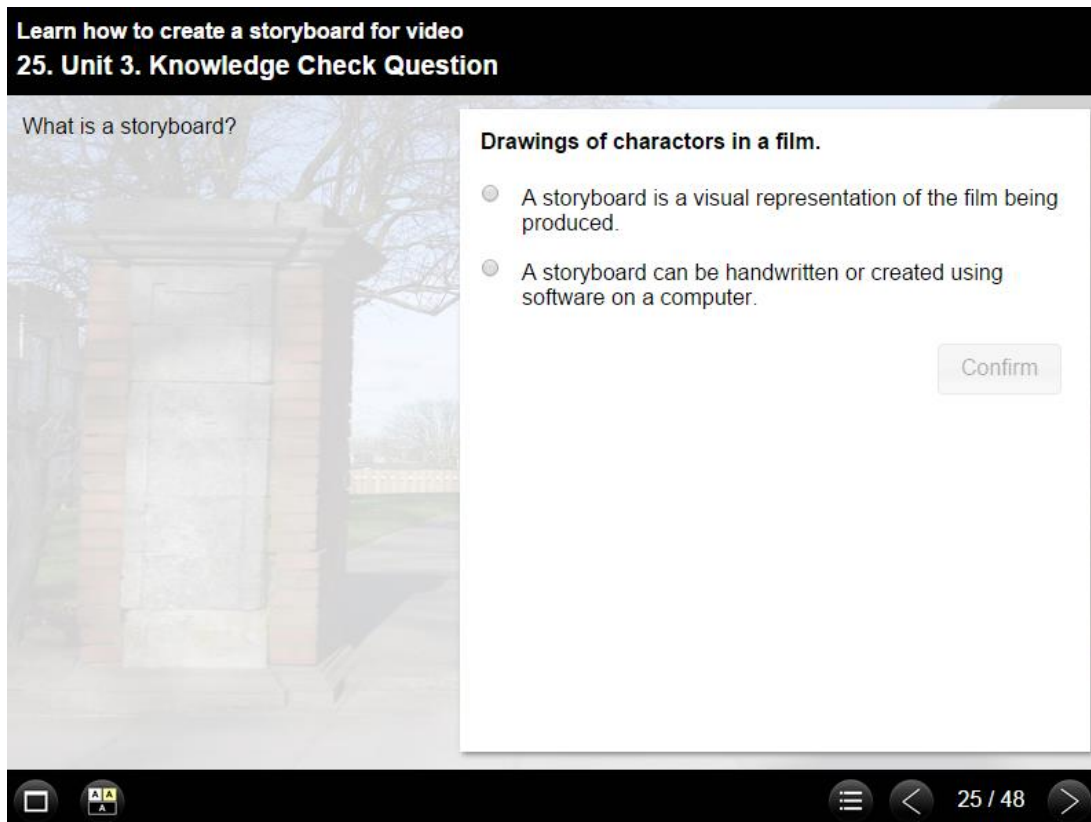 Learn how to create a storyboard for video
25. Unit 3. Knowledge Check Question
What is a storyboard?
Drawings of charactors in a film.
A storyboard is a visual representation of the film being
produced.
A storyboard can be handwritten or created using
software on a computer.
Confirm
A A
A
25 / 48